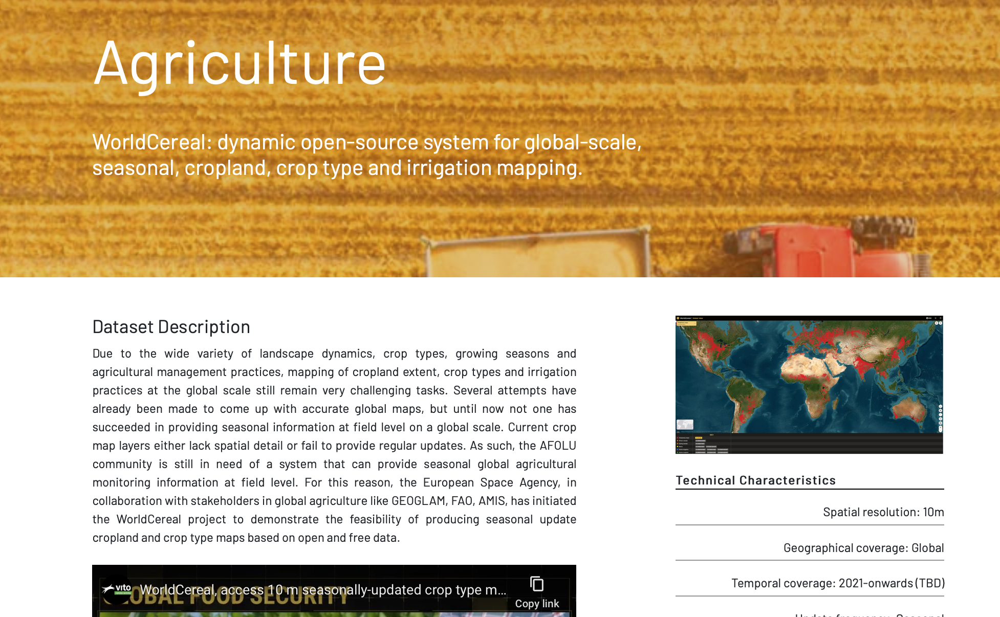 Agriculture
WorldCereal: dynamic open-source system for global-scale,
seasonal, cropland, crop type and irrigation mapping.
Dataset Description
Due to the wide variety of landscape dynamics, crop types, growing seasons and
agricultural management practices, mapping of cropland extent, crop types and irrigation
practices at the global scale still remain very challenging tasks. Several attempts have
already been made to come up with accurate global maps, but until now not one has
succeeded in providing seasonal information at field level on a global scale. Current crop
map layers either lack spatial detail or fail to provide regular updates. As such, the AFOLU
community is still in need of a system that can provide seasonal global agricultural
monitoring information at field level. For this reason, the European Space Agency, in
collaboration with stakeholders in global agriculture like GEOGLAM, FAO, AMIS, has initiated
the WorldCereal project to demonstrate the feasibility of producing seasonal update
cropland and crop type maps based on open and free data.
vito
WorldCereal, access 10 m seasonally-updated crop type m...
OBAL FOOD SECURITY
Copy link
Technical Characteristics
Spatial resolution: 10m
Geographical coverage: Global
Temporal coverage: 2021-onwards (TBD)
Update frequency: Seasonal